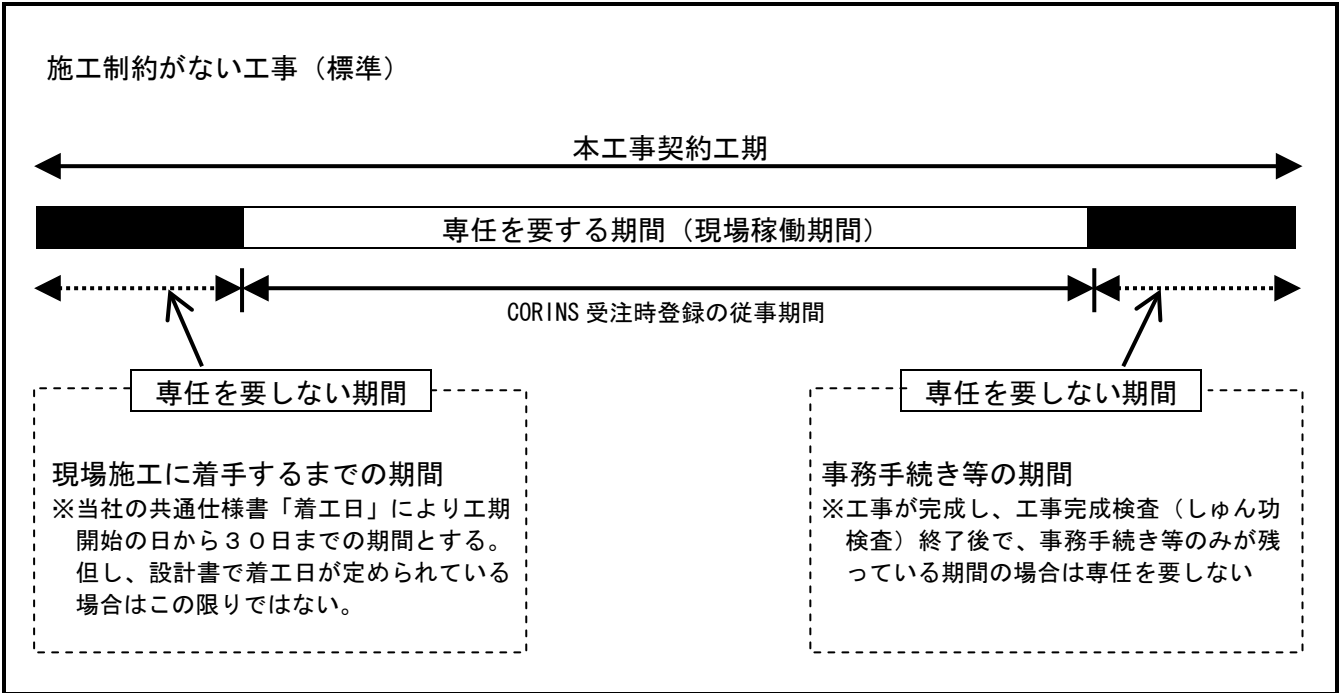 施工制約がない工事（標準）
本工事契約工期
専任を要する期間（現場稼働期間）
CORINS 受注時登録の従事期間
専任を要しない期間
現場施工に着手するまでの期間
※当社の共通仕様書「着工日」により工期
開始の日から３０日までの期間とする。
但し、設計書で着工日が定められている
場合はこの限りではない。
専任を要しない期間
事務手続き等の期間
※工事が完成し、工事完成検査（しゅん功
検査）終了後で、事務手続き等のみが残
っている期間の場合は専任を要しない